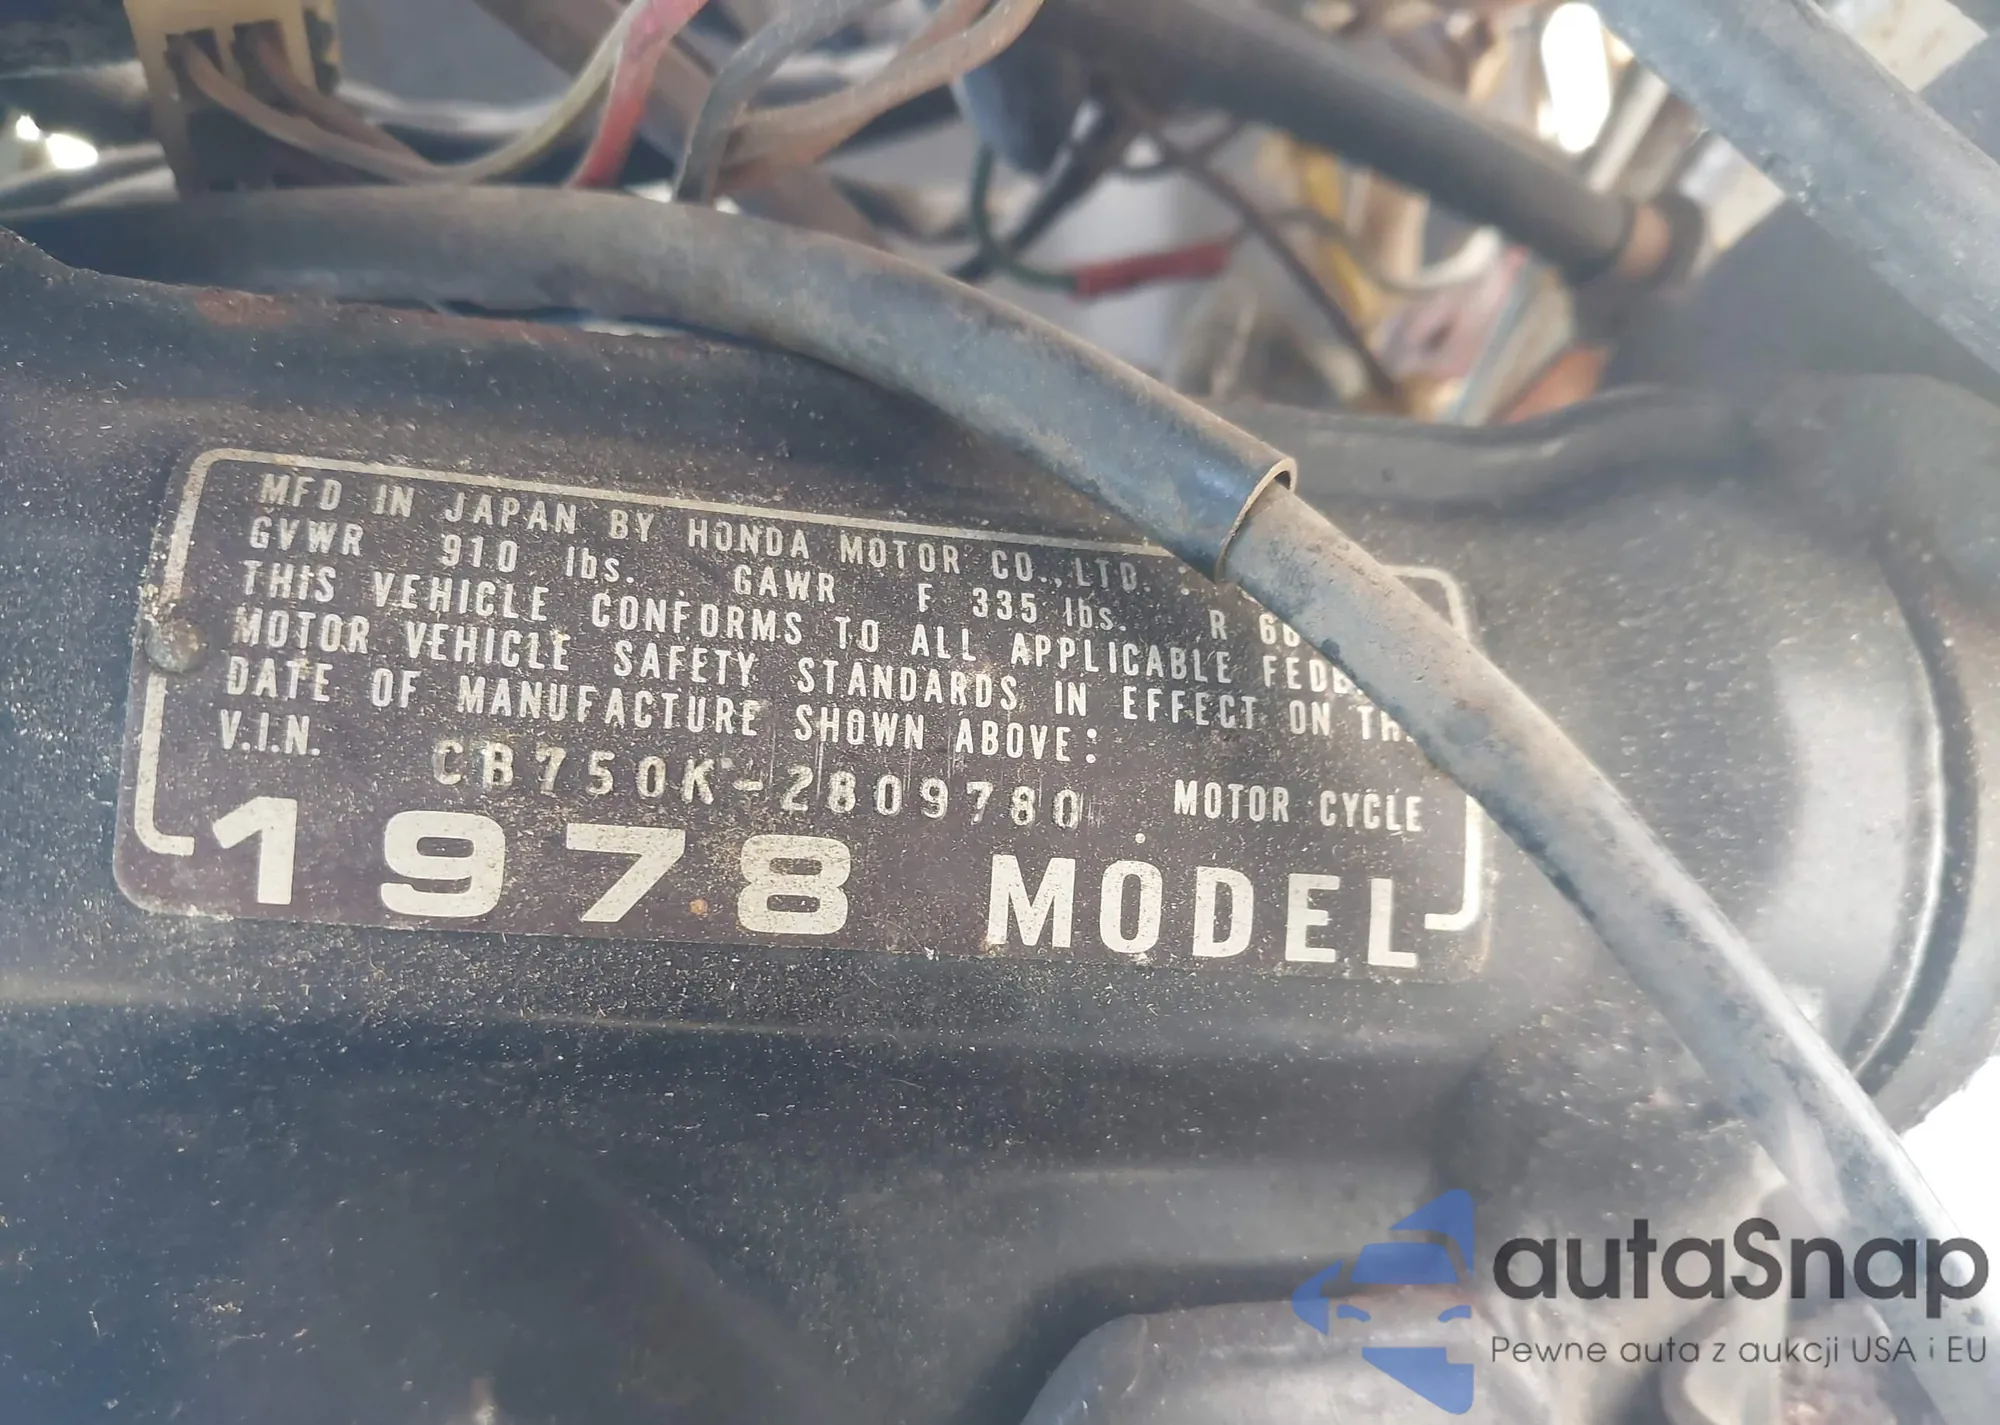 MFD IN JAPAN BY HONDA MOTOR CO., LTD.
GVWR 910 lbs. GAWR F 335 lbs. R
THIS VEHICLE CONFORMS TO ALL APPLICABLE
MOTOR VEHICLE SAFETY STANDARDS IN EFFECT ON
DATE OF MANUFACTURE SHOWN ABOVE:
V.I.N. CB750K-2809780 MOTOR CYCLE
1978 MODEL
autaSnap
Pewne auta z aukcji USA i EU